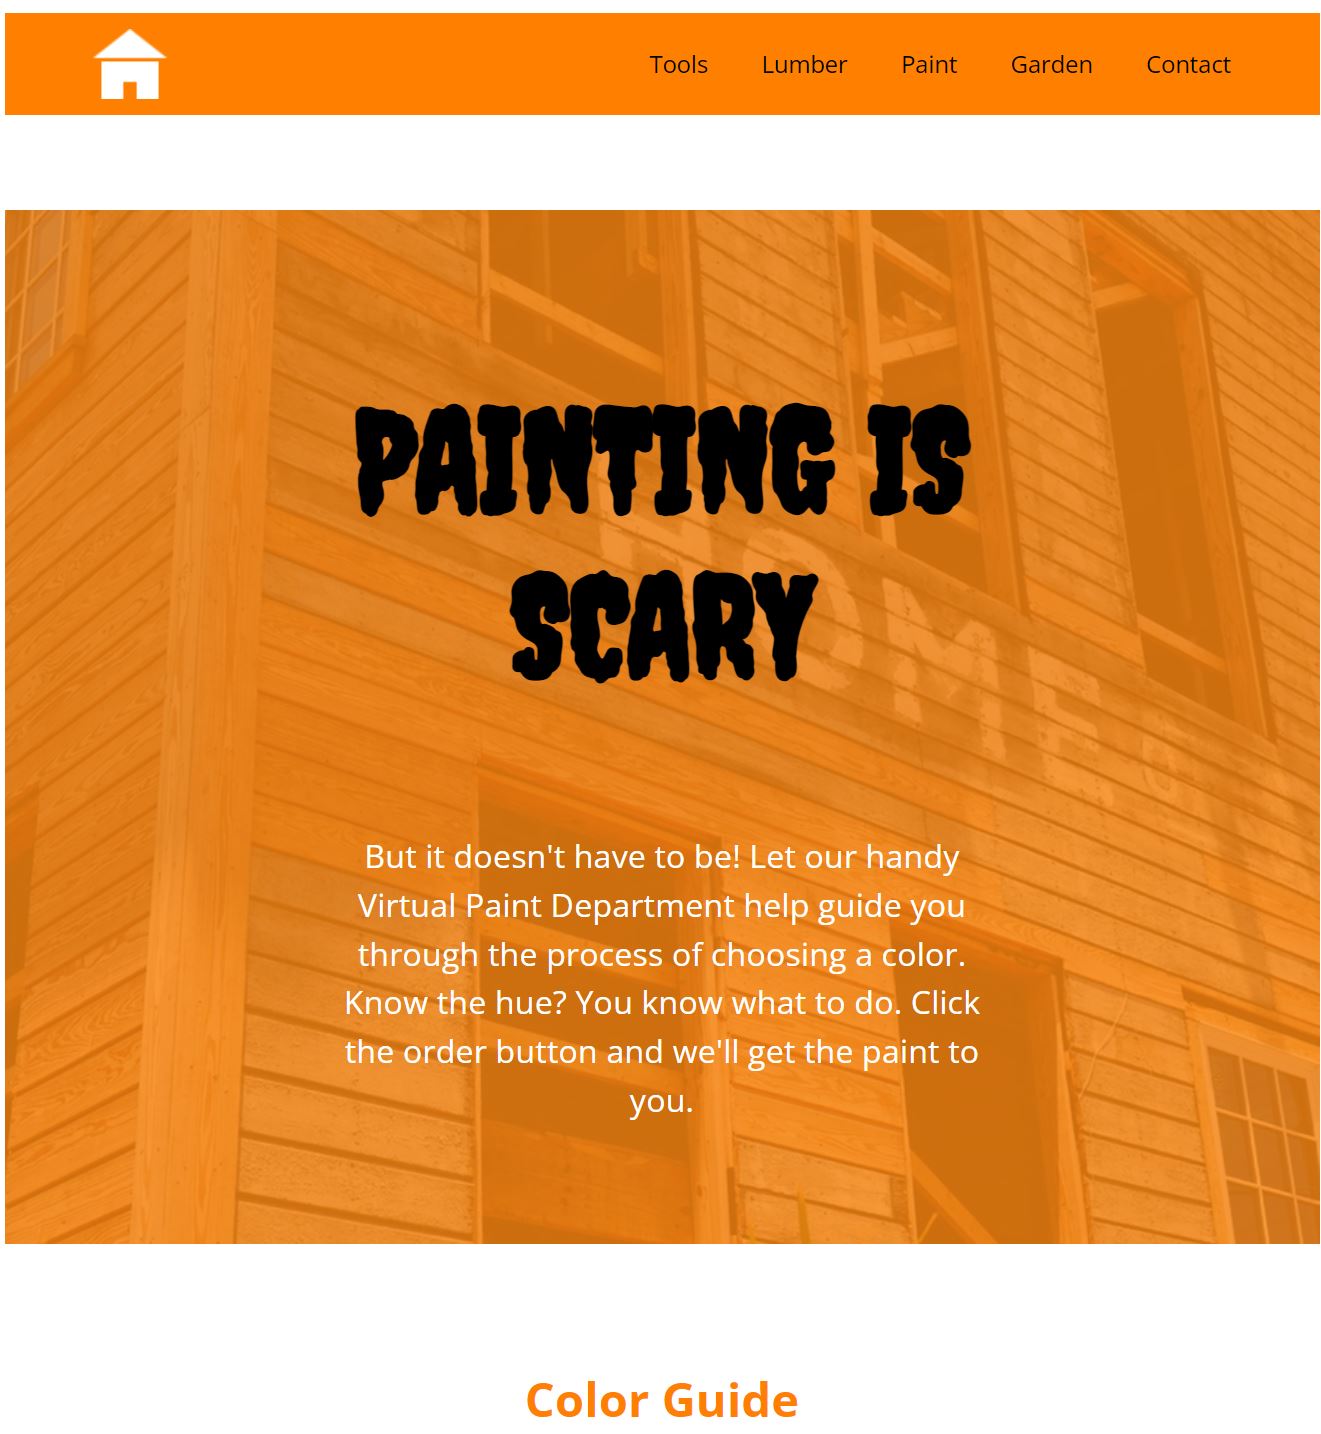 Tools Lumber Paint Garden Contact
PAINTING IS
SCARY
HOME
But it doesn't have to be! Let our handy
Virtual Paint Department help guide you
through the process of choosing a color.
Know the hue? You know what to do. Click
the order button and we'll get the paint to
you.
Color Guide